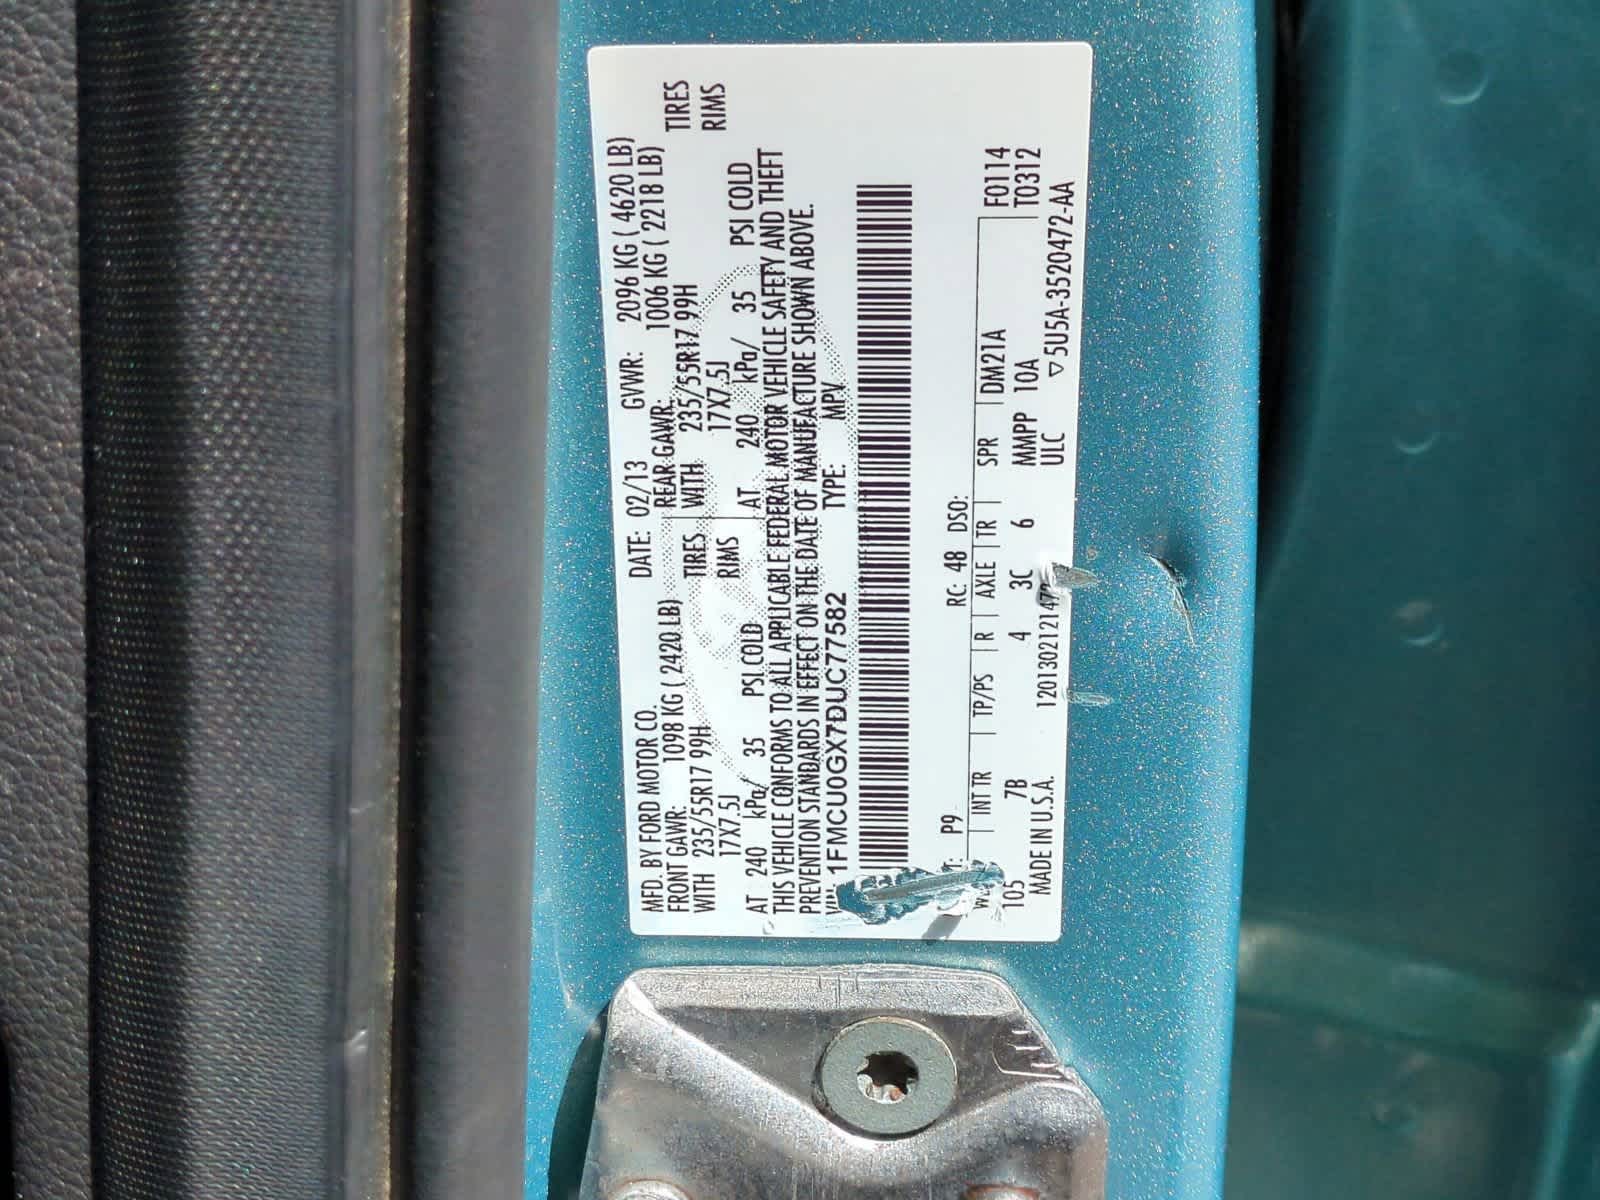 MFD. BY FORD MOTOR CO. DATE: 02/13 GVWR: 2096 KG ( 4620 LB)
FRONT GAWR: 1098 KG ( 2420 LB) REAR GAWR: 1006 KG ( 2218 LB)
WITH 235/55R17 99H TIRES WITH 235/55R17 99H TIRES
17X7.5J RIMS 17X7.5J RIMS
AT 240 kPa/ 35 PSI COLD AT 240 kPa/ 35 PSI COLD
THIS VEHICLE CONFORMS TO ALL APPLICABLE FEDERAL MOTOR VEHICLE SAFETY AND THEFT
PREVENTION STANDARDS IN EFFECT ON THE DATE OF MANUFACTURE SHOWN ABOVE.
VIN: 1FMCU0GX7DUC77582 TYPE: MPV
P9 RC: 48 DSO:
INT TR TP/PS R AXLE TR SPR DM21A F0114
105 7B 4 3C 6 MMPP 10A T0312
MADE IN U.S.A. ULC ▽5U5A-3520472-AA